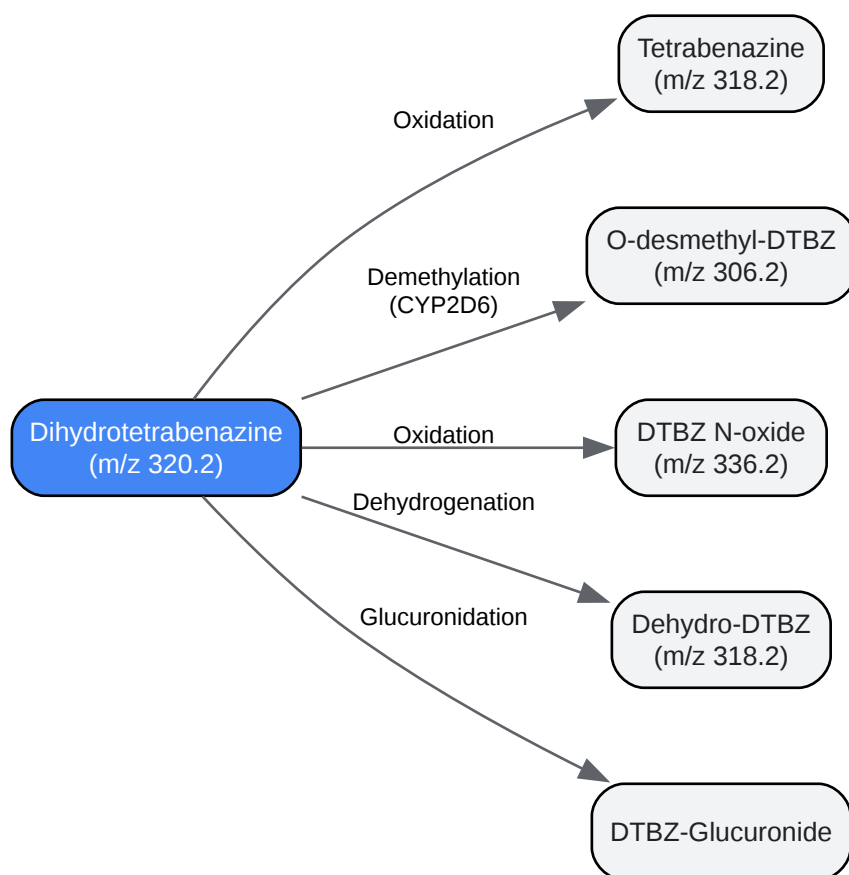 Tetrabenazine
(m/z 318.2)
Oxidation
O-desmethyl-DTBZ
(m/z 306.2)
Demethylation
(CYP2D6)
Dihydrotetrabenazine
(m/z 320.2)
Oxidation
DTBZ N-oxide
(m/z 336.2)
Dehydrogenation
Dehydro-DTBZ
(m/z 318.2)
Glucuronidation
DTBZ-Glucuronide